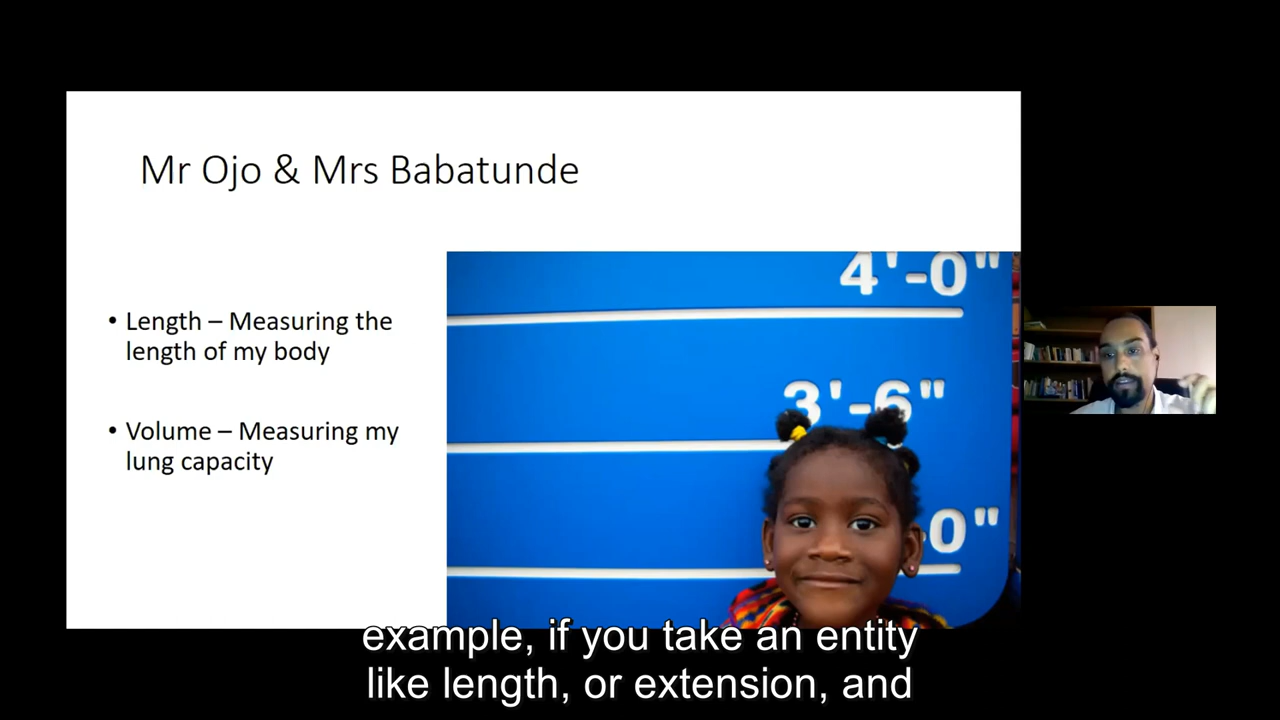 Mr Ojo & Mrs Babatunde
• Length – Measuring the
length of my body
• Volume – Measuring my
lung capacity
4'-0"
3'-6"
-0"
example, if you take an entity
like length, or extension, and